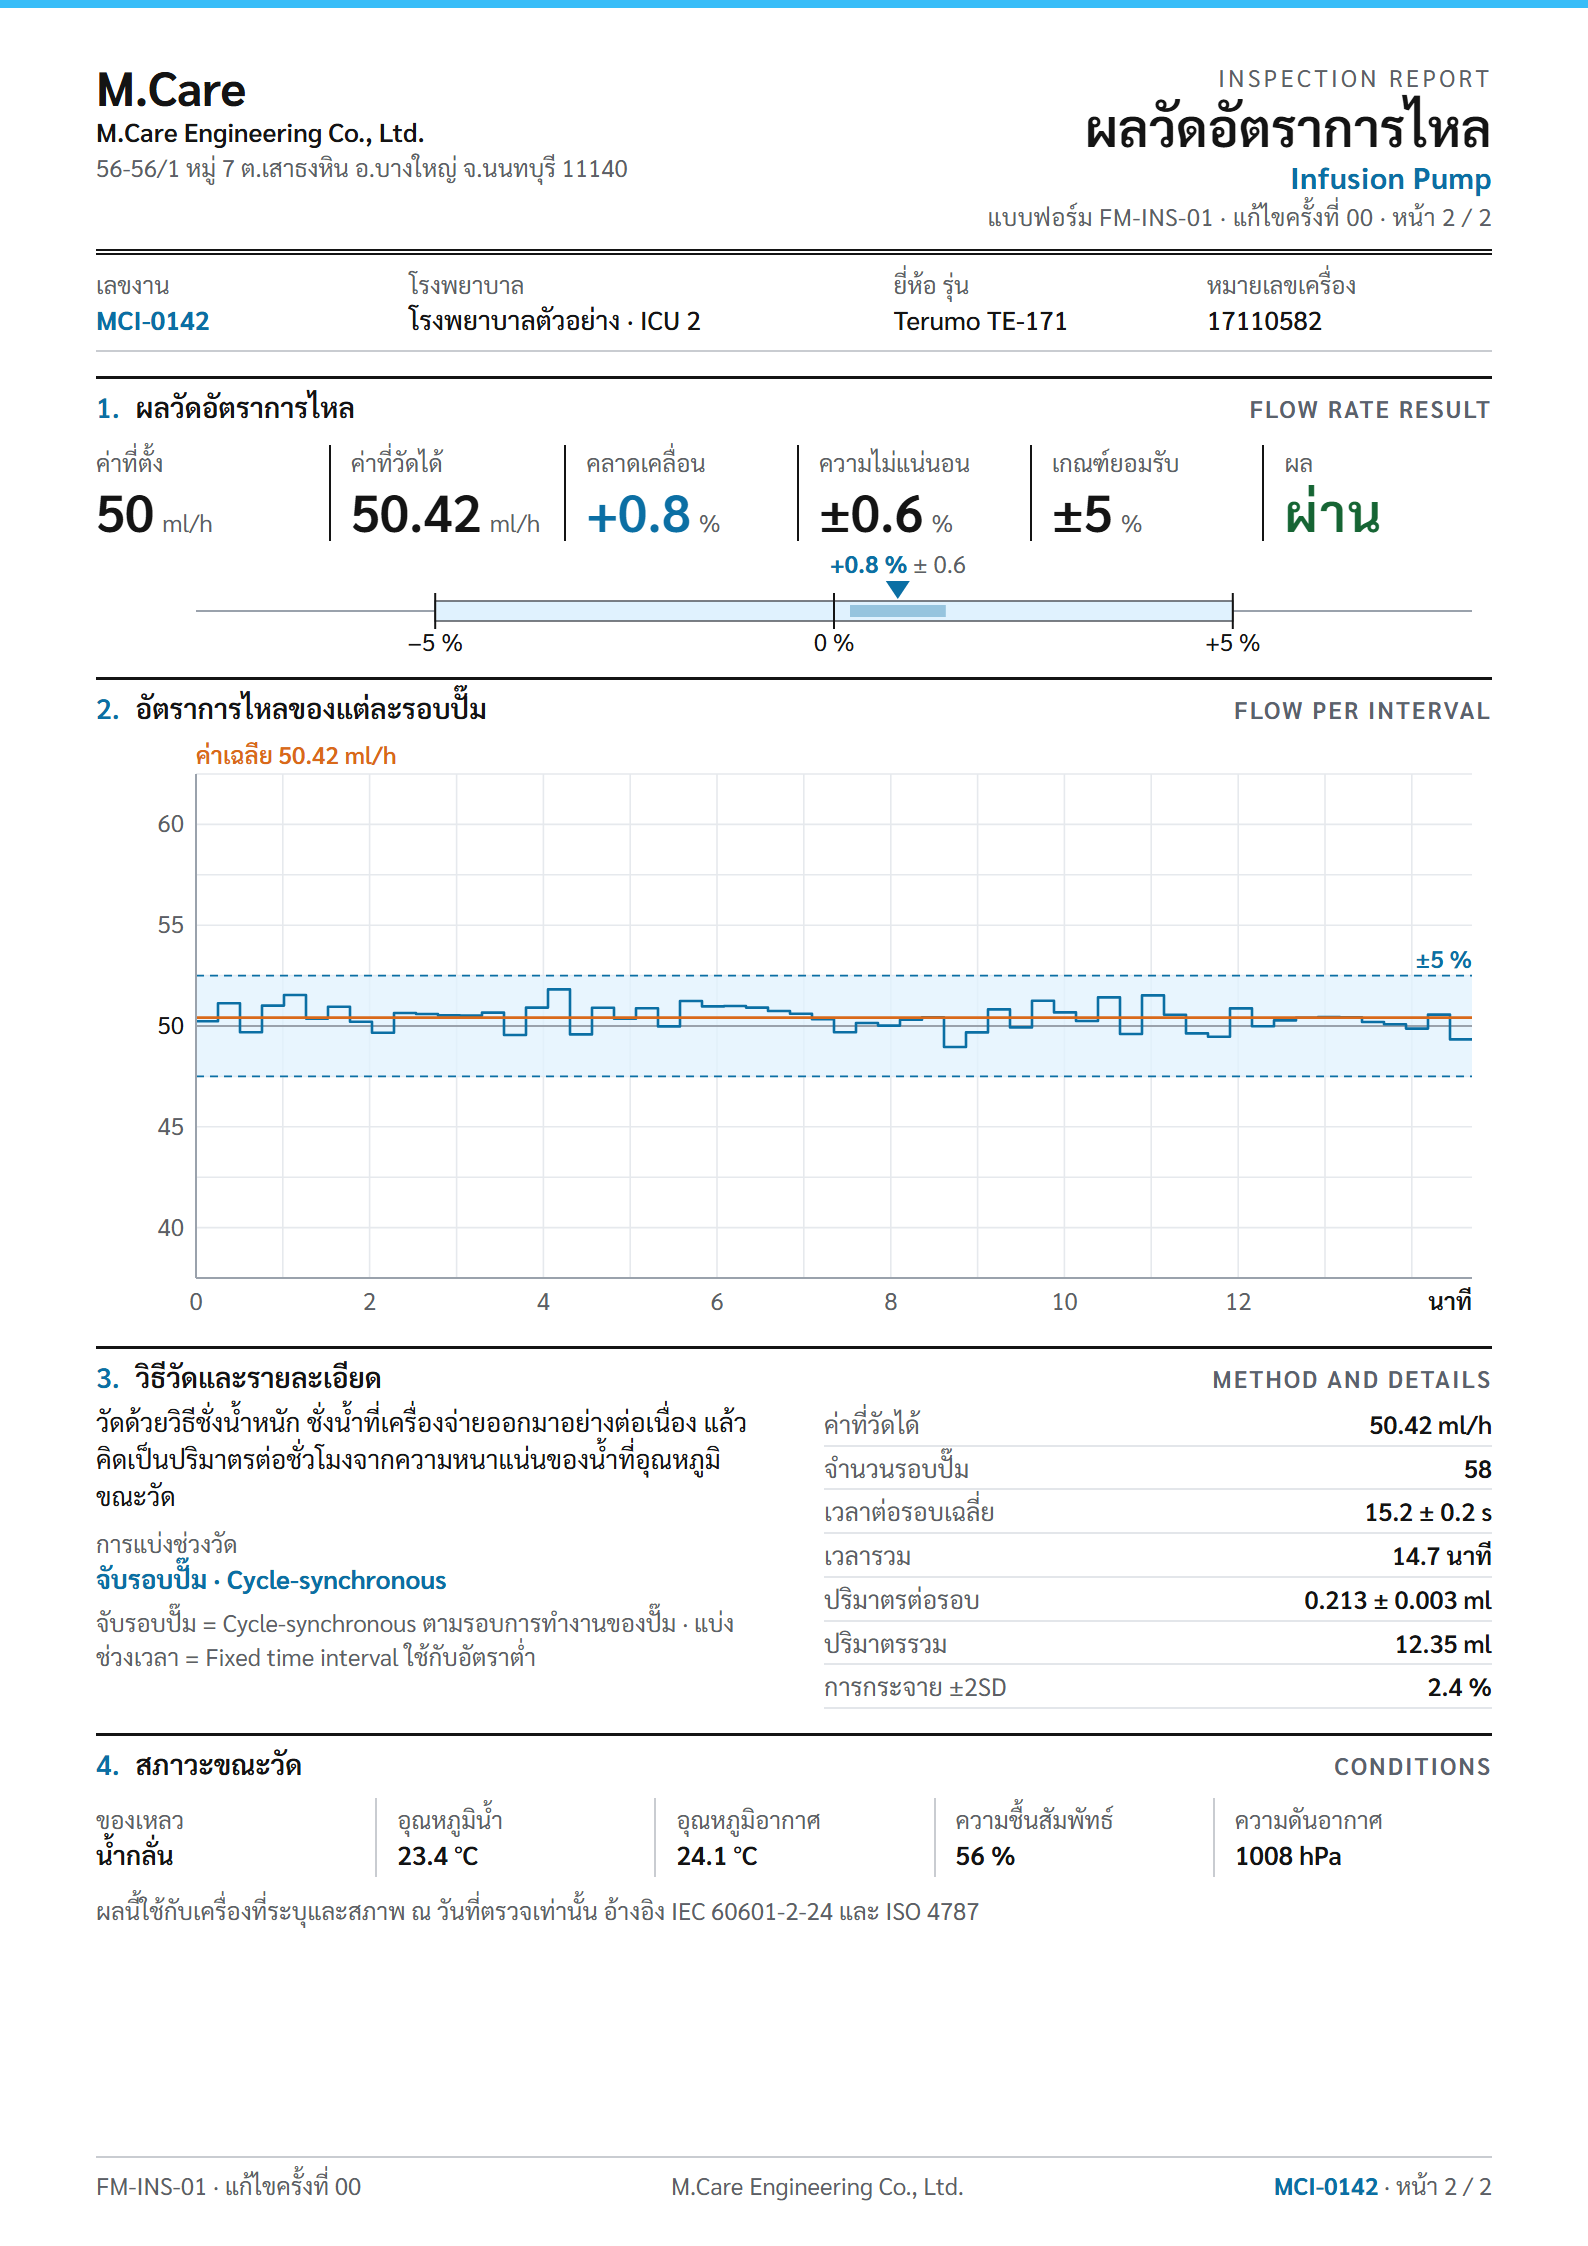 M.Care
M.Care Engineering Co., Ltd.
56-56/1 หมู่ 7 ต.เสาธงหิน อ.บางใหญ่ จ.นนทบุรี 11140
INSPECTION REPORT
ผลวัดอัตราการไหล
Infusion Pump
แบบฟอร์ม FM-INS-01 · แก้ไขครั้งที่ 00 · หน้า 2 / 2
เลขงาน โรงพยาบาล ยี่ห้อ รุ่น หมายเลขเครื่อง
MCI-0142 โรงพยาบาลตัวอย่าง · ICU 2 Terumo TE-171 17110582
1. ผลวัดอัตราการไหล FLOW RATE RESULT
ค่าที่ตั้ง ค่าที่วัดได้ คลาดเคลื่อน ความไม่แน่นอน เกณฑ์ยอมรับ ผล
50 ml/h 50.42 ml/h +0.8 % ±0.6 % ±5 % ผ่าน
+0.8 % ± 0.6
−5 % 0 % +5 %
2. อัตราการไหลของแต่ละรอบปั๊ม FLOW PER INTERVAL
ค่าเฉลี่ย 50.42 ml/h
60
55
±5 %
50
45
40
0 2 4 6 8 10 12 นาที
3. วิธีวัดและรายละเอียด METHOD AND DETAILS
วัดด้วยวิธีชั่งน้ำหนัก ชั่งน้ำที่เครื่องจ่ายออกมาอย่างต่อเนื่อง แล้ว
คิดเป็นปริมาตรต่อชั่วโมงจากความหนาแน่นของน้ำที่อุณหภูมิ
ขณะวัด
การแบ่งช่วงวัด
จับรอบปั๊ม · Cycle-synchronous
จับรอบปั๊ม = Cycle-synchronous ตามรอบการทำงานของปั๊ม · แบ่ง
ช่วงเวลา = Fixed time interval ใช้กับอัตราต่ำ
ค่าที่วัดได้ 50.42 ml/h
จำนวนรอบปั๊ม 58
เวลาต่อรอบเฉลี่ย 15.2 ± 0.2 s
เวลารวม 14.7 นาที
ปริมาตรต่อรอบ 0.213 ± 0.003 ml
ปริมาตรรวม 12.35 ml
การกระจาย ±2SD 2.4 %
4. สภาวะขณะวัด CONDITIONS
ของเหลว อุณหภูมิน้ำ อุณหภูมิอากาศ ความชื้นสัมพัทธ์ ความดันอากาศ
น้ำกลั่น 23.4 °C 24.1 °C 56 % 1008 hPa
ผลนี้ใช้กับเครื่องที่ระบุและสภาพ ณ วันที่ตรวจเท่านั้น อ้างอิง IEC 60601-2-24 และ ISO 4787
FM-INS-01 · แก้ไขครั้งที่ 00 M.Care Engineering Co., Ltd. MCI-0142 · หน้า 2 / 2